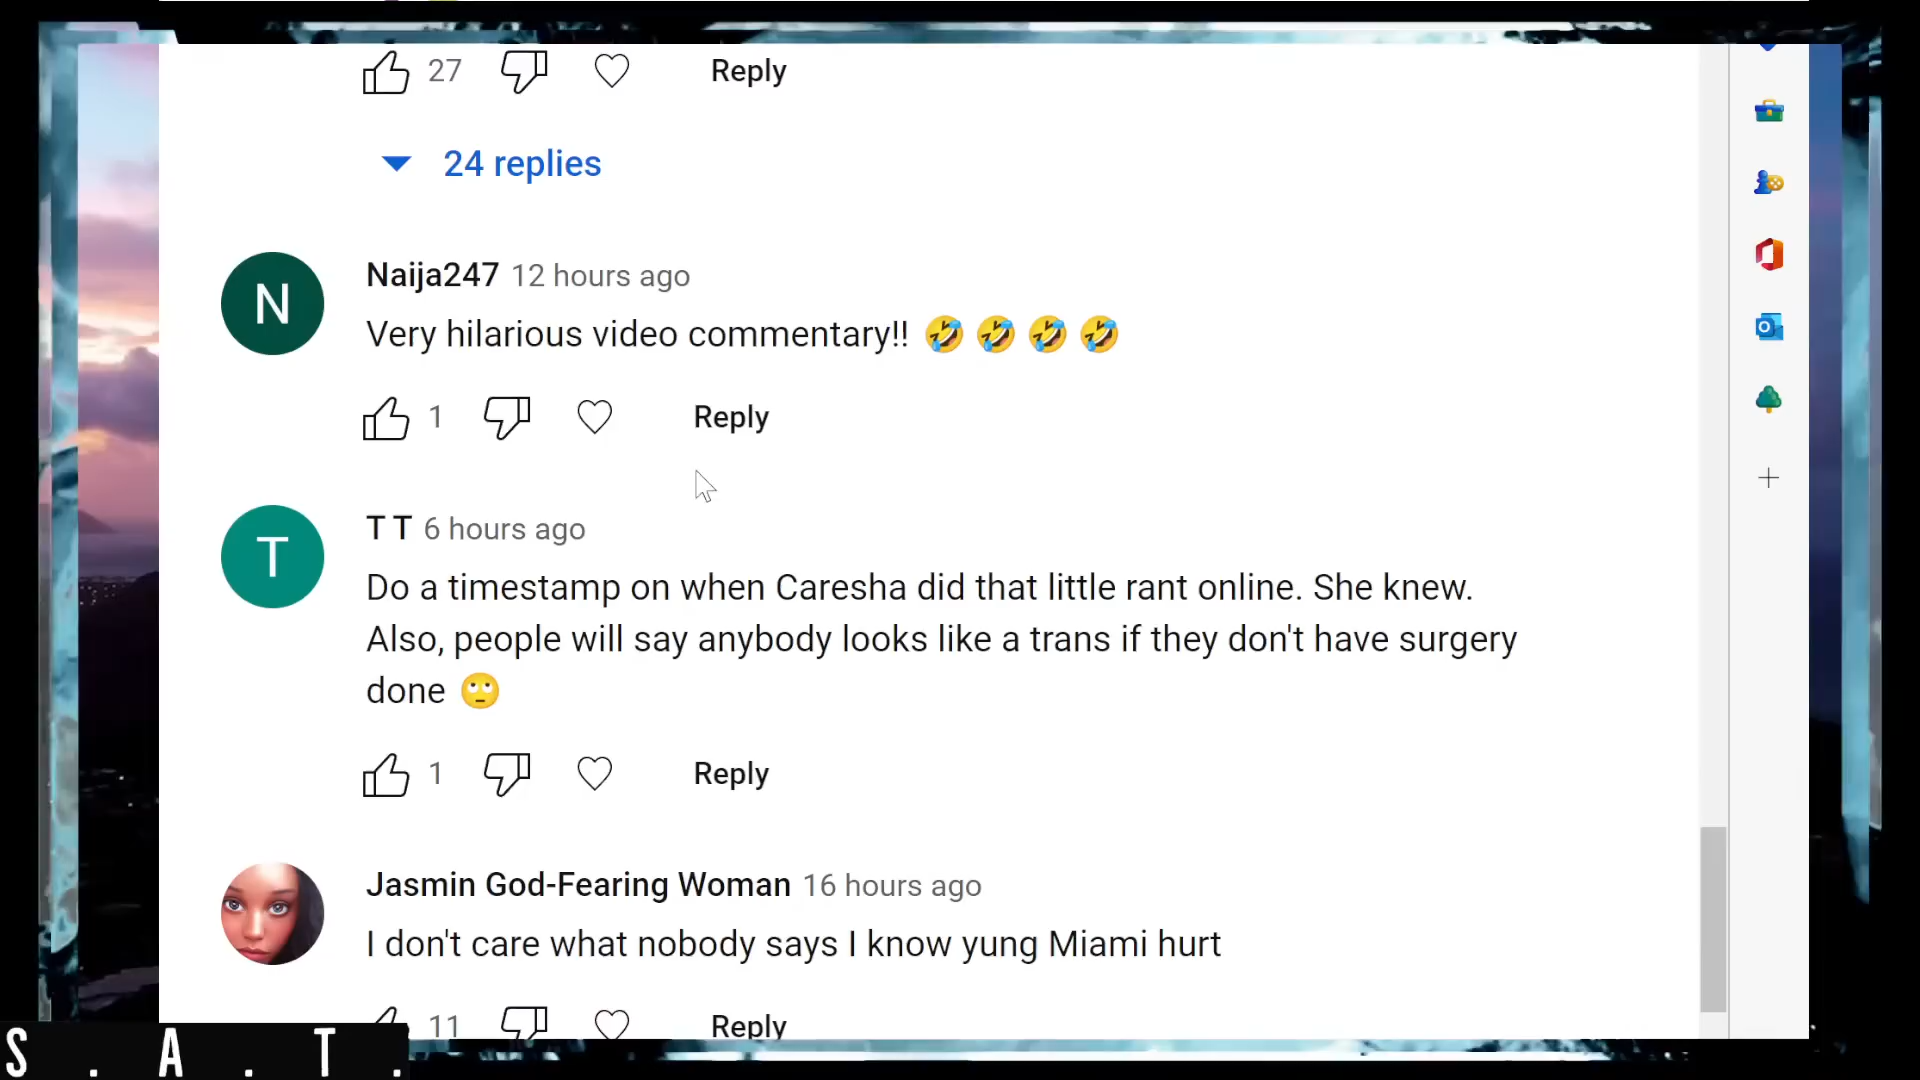 27 Reply
24 replies
N
Naija247 12 hours ago
Very hilarious video commentary!! 🤣 🤣 🤣 🤣
1 Reply
T
T T 6 hours ago
Do a timestamp on when Caresha did that little rant online. She knew.
Also, people will say anybody looks like a trans if they don't have surgery
done 🙄
1 Reply
Jasmin God-Fearing Woman 16 hours ago
I don't care what nobody says I know yung Miami hurt
11 Reply
S . A . T .